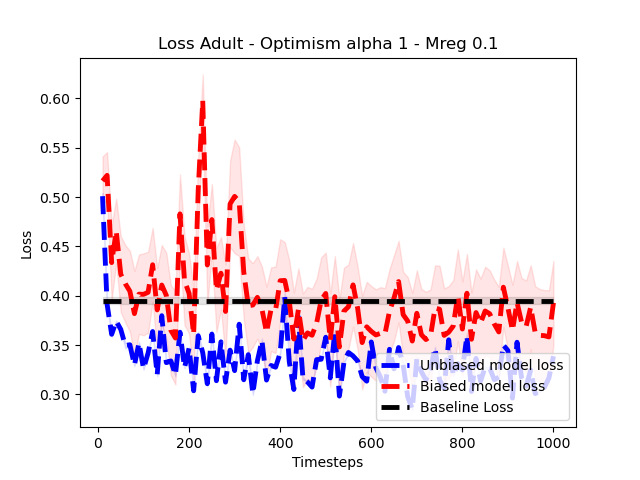 Loss Adult - Optimism alpha 1 - Mreg 0.1
0.60
0.55
0.50
0.45
0.40
0.35
0.30
Loss
0
200
400
600
800
1000
Timesteps
Unbiased model loss
Biased model loss
Baseline Loss